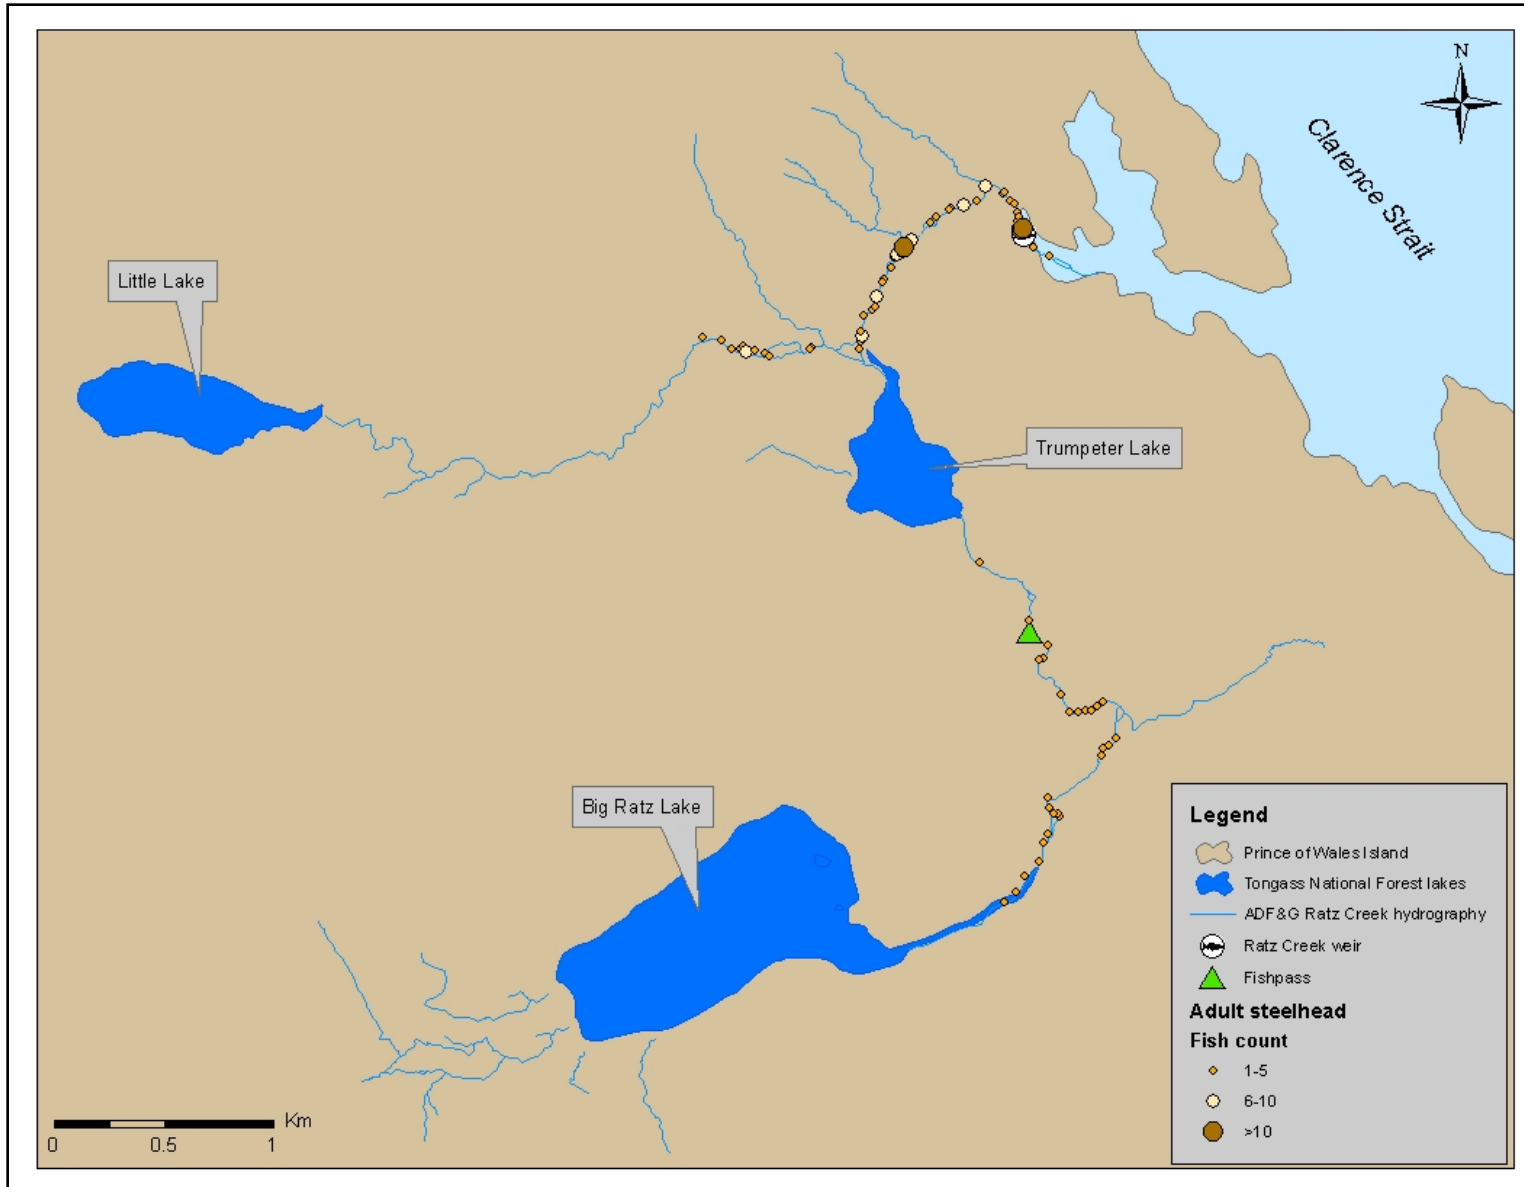 N
Clarence Strait
Little Lake
Trumpeter Lake
Big Ratz Lake
Legend
Prince of Wales Island
Tongass National Forest lakes
ADF&G Ratz Creek hydrography
Ratz Creek weir
Fishpass
Adult steelhead
Fish count
1-5
6-10
>10
Km
0 0.5 1